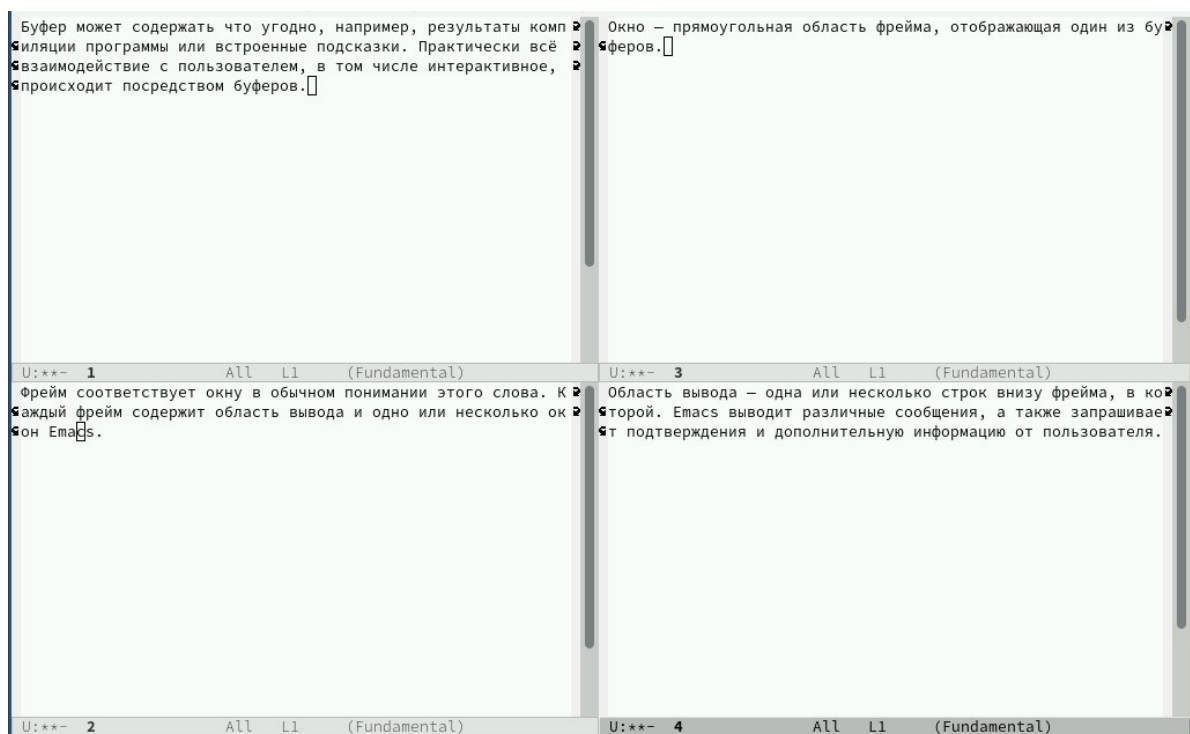 Буфер может содержать что угодно, например, результаты комп
иляции программы или встроенные подсказки. Практически всё
взаимодействие с пользователем, в том числе интерактивное,
происходит посредством буферов.
U:**-  1  All  L1  (Fundamental)
Окно — прямоугольная область фрейма, отображающая один из бу
феров.
U:**-  3  All  L1  (Fundamental)
Фрейм соответствует окну в обычном понимании этого слова. К
аждый фрейм содержит область вывода и одно или несколько ок
он Emacs.
U:**-  2  All  L1  (Fundamental)
Область вывода — одна или несколько строк внизу фрейма, в ко
торой. Emacs выводит различные сообщения, а также запрашивае
т подтверждения и дополнительную информацию от пользователя.
U:**-  4  All  L1  (Fundamental)